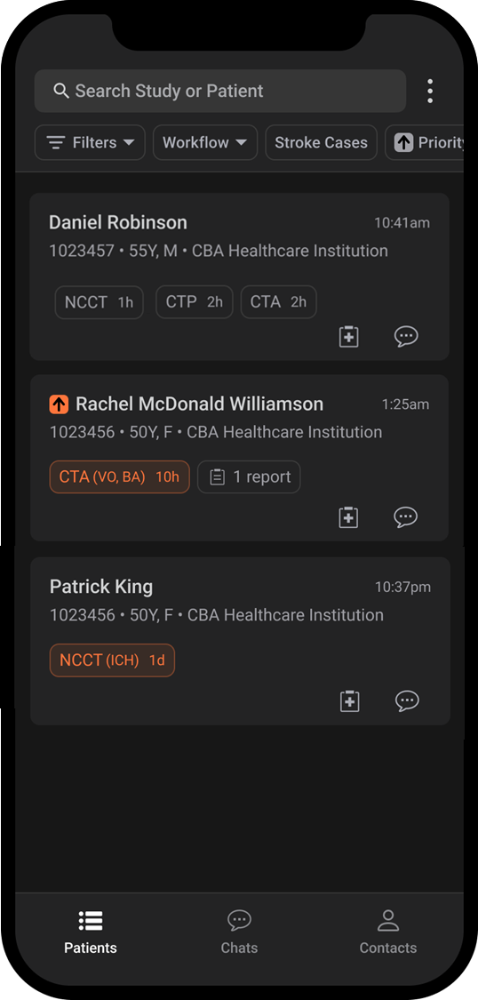 Search Study or Patient
Filters Workflow Stroke Cases Priority
Daniel Robinson 10:41am
1023457 • 55Y, M • CBA Healthcare Institution
NCCT 1h CTP 2h CTA 2h
Rachel McDonald Williamson 1:25am
1023456 • 50Y, F • CBA Healthcare Institution
CTA (VO, BA) 10h 1 report
Patrick King 10:37pm
1023456 • 50Y, F • CBA Healthcare Institution
NCCT (ICH) 1d
Patients Chats Contacts